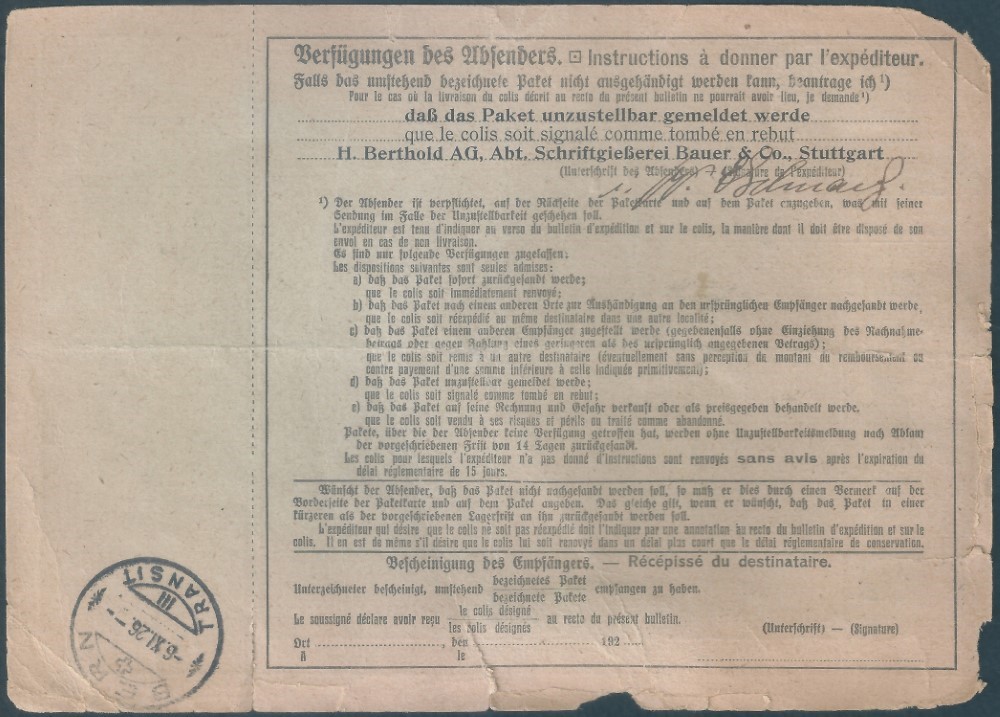 Verfügungen des Absenders. ⊡ Instructions à donner par l'expéditeur.
Falls das umstehend bezeichnete Paket nicht ausgehändigt werden kann, beantrage ich¹)
Pour le cas où la livraison du colis décrit au recto du présent bulletin ne pourrait avoir lieu, je demande¹)
daß das Paket unzustellbar gemeldet werde
que le colis soit signalé comme tombé en rebut
H. Berthold AG, Abt. Schriftgießerei Bauer & Co., Stuttgart
(Unterschrift des Absenders) — (Signature de l'expéditeur)
¹) Der Absender ist verpflichtet, auf der Rückseite der Paketkarte und auf dem Paket anzugeben, was mit seiner
Sendung im Falle der Unzustellbarkeit geschehen soll.
L'expéditeur est tenu d'indiquer au verso du bulletin d'expédition et sur le colis, la manière dont il doit être disposé de son
envoi en cas de non livraison.
Es sind nur folgende Verfügungen zugelassen:
Les dispositions suivantes sont seules admises:
a) daß das Paket sofort zurückgesandt werde;
que le colis soit immédiatement renvoyé;
b) daß das Paket nach einem anderen Orte zur Aushändigung an den ursprünglichen Empfänger nachgesandt werde,
que le colis soit réexpédié au même destinataire dans une autre localité;
c) daß das Paket einem anderen Empfänger zugestellt werde (gegebenenfalls ohne Einziehung des Nachnahme-
betrags oder gegen Zahlung eines geringeren als des ursprünglich angegebenen Betrags);
que le colis soit remis à un autre destinataire (éventuellement sans perception de montant du remboursement ou
contre payement d'une somme inférieure à celle indiquée primitivement);
d) daß das Paket unzustellbar gemeldet werde;
que le colis soit signalé comme tombé en rebut;
e) daß das Paket auf seine Rechnung und Gefahr verkauft oder als preisgegeben behandelt werde.
que le colis soit vendu à ses risques et périls ou traité comme abandonné.
Pakete, über die der Absender keine Verfügung getroffen hat, werden ohne Unzustellbarkeitsmeldung nach Ablauf
der vorgeschriebenen Frist von 14 Tagen zurückgesandt.
Les colis pour lesquels l'expéditeur n'a pas donné d'instructions sont renvoyés sans avis après l'expiration du
délai réglementaire de 15 jours.
Wünscht der Absender, daß das Paket nicht nachgesandt werden soll, so muß er dies durch einen Vermerk auf der
Vorderseite der Paketkarte und auf dem Paket angeben. Das gleiche gilt, wenn er wünscht, daß das Paket in einer
kürzeren als der vorgeschriebenen Lagerfrist an ihn zurückgesandt werden soll.
L'expéditeur qui désire que le colis ne soit pas réexpédié doit l'indiquer par une annotation au recto du bulletin d'expédition et sur le
colis. Il en est de même s'il désire que le colis lui soit renvoyé dans un délai plus court que le délai réglementaire de conservation.
Bescheinigung des Empfängers. — Récépissé du destinataire.
Unterzeichneter bescheinigt, umstehend bezeichnetes Paket empfangen zu haben.
bezeichnete Pakete
Le soussigné déclare avoir reçu le colis désigné au recto du présent bulletin.
les colis désignés
(Unterschrift) — (Signature)
Ort , den 192
à le
TRANSIT
III
-6.XI.26.-